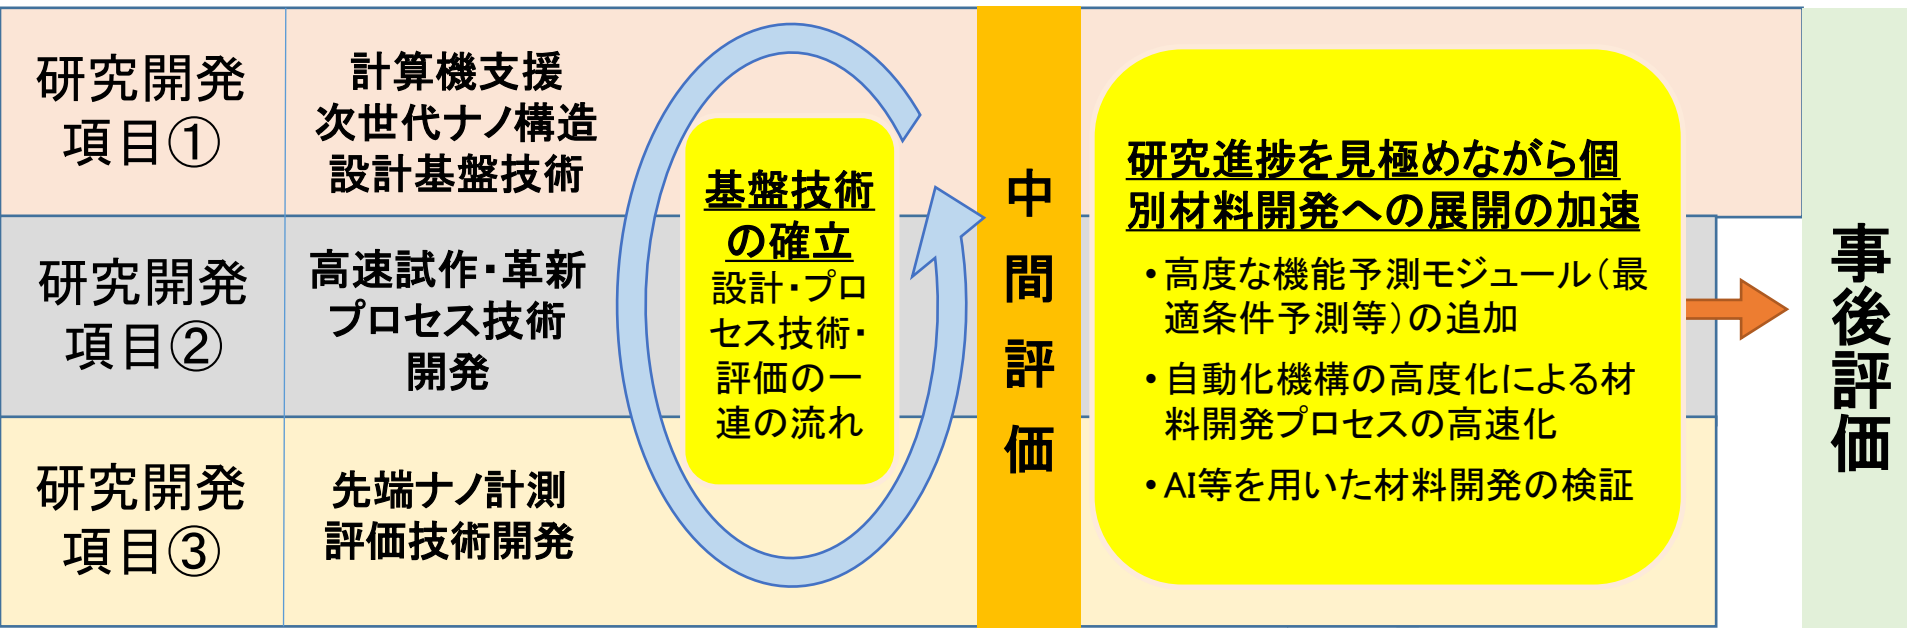 研究開発
項目①
計算機支援
次世代ナノ構造
設計基盤技術
研究開発
項目②
高速試作・革新
プロセス技術
開発
研究開発
項目③
先端ナノ計測
評価技術開発
基盤技術
の確立
設計・プロ
セス技術・
評価の一
連の流れ
中間評価
研究進捗を見極めながら個
別材料開発への展開の加速
・高度な機能予測モジュール（最
適条件予測等）の追加
・自動化機構の高度化による材
料開発プロセスの高速化
・AI等を用いた材料開発の検証
事後評価